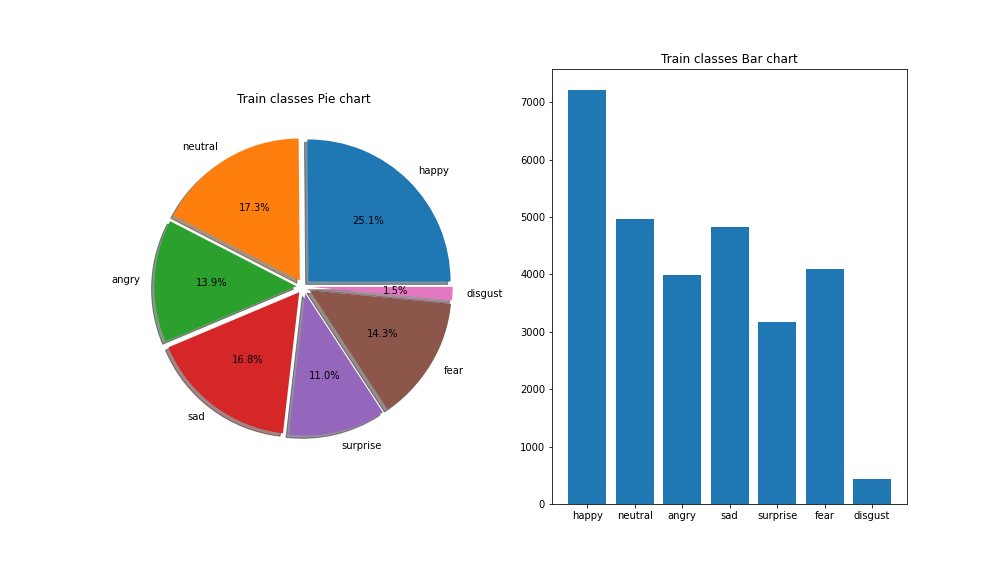 Train classes Pie chart
neutral
happy
17.3%
25.1%
angry
13.9%
1.5%
disgust
14.3%
16.8%
fear
11.0%
sad
surprise
Train classes Bar chart
7000
6000
5000
4000
3000
2000
1000
0
happy neutral angry sad surprise fear disgust